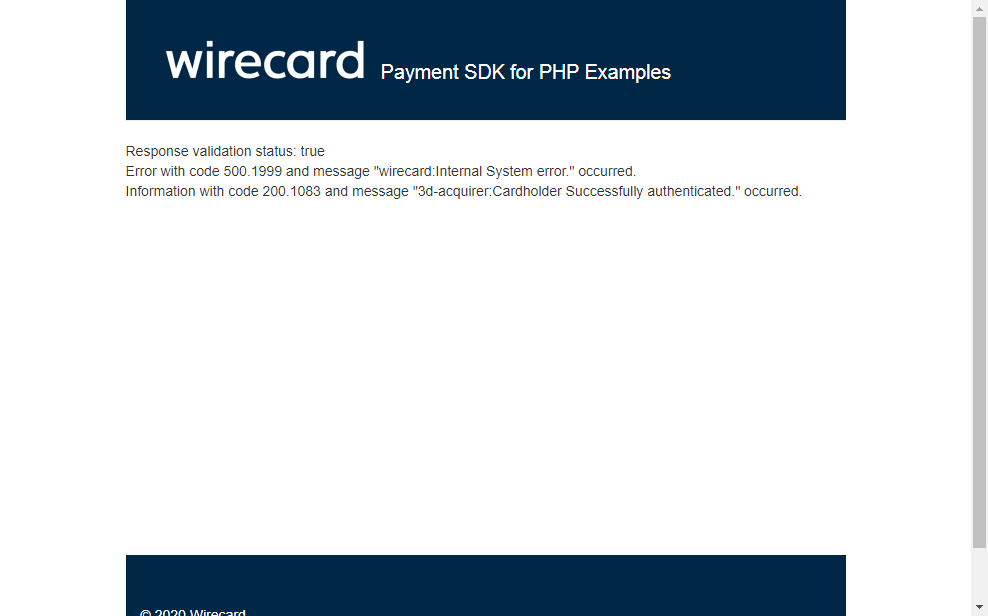 wirecard Payment SDK for PHP Examples
Response validation status: true
Error with code 500.1999 and message "wirecard:Internal System error." occurred.
Information with code 200.1083 and message "3d-acquirer:Cardholder Successfully authenticated." occurred.
© 2020 Wirecard